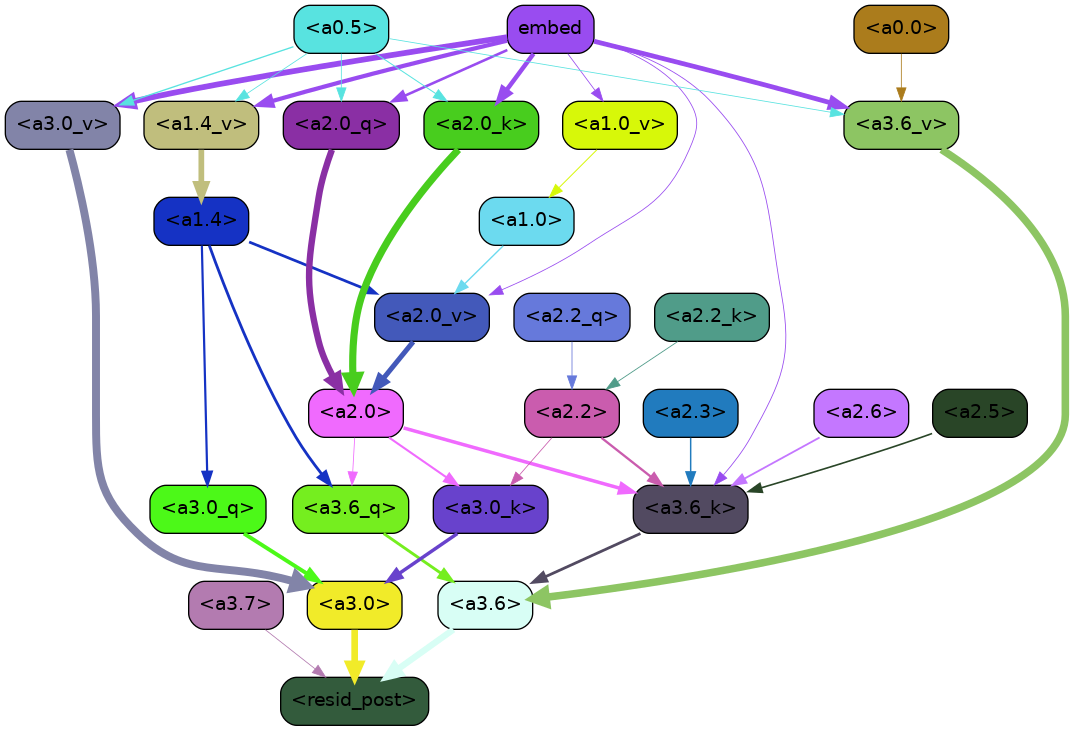 <a0.5>
embed
<a0.0>
<a3.0_v>
<a1.4_v>
<a2.0_q>
<a2.0_k>
<a1.0_v>
<a3.6_v>
<a1.4>
<a1.0>
<a2.0_v>
<a2.2_q>
<a2.2_k>
<a2.0>
<a2.2>
<a2.3>
<a2.6>
<a2.5>
<a3.0_q>
<a3.6_q>
<a3.0_k>
<a3.6_k>
<a3.7>
<a3.0>
<a3.6>
<resid_post>